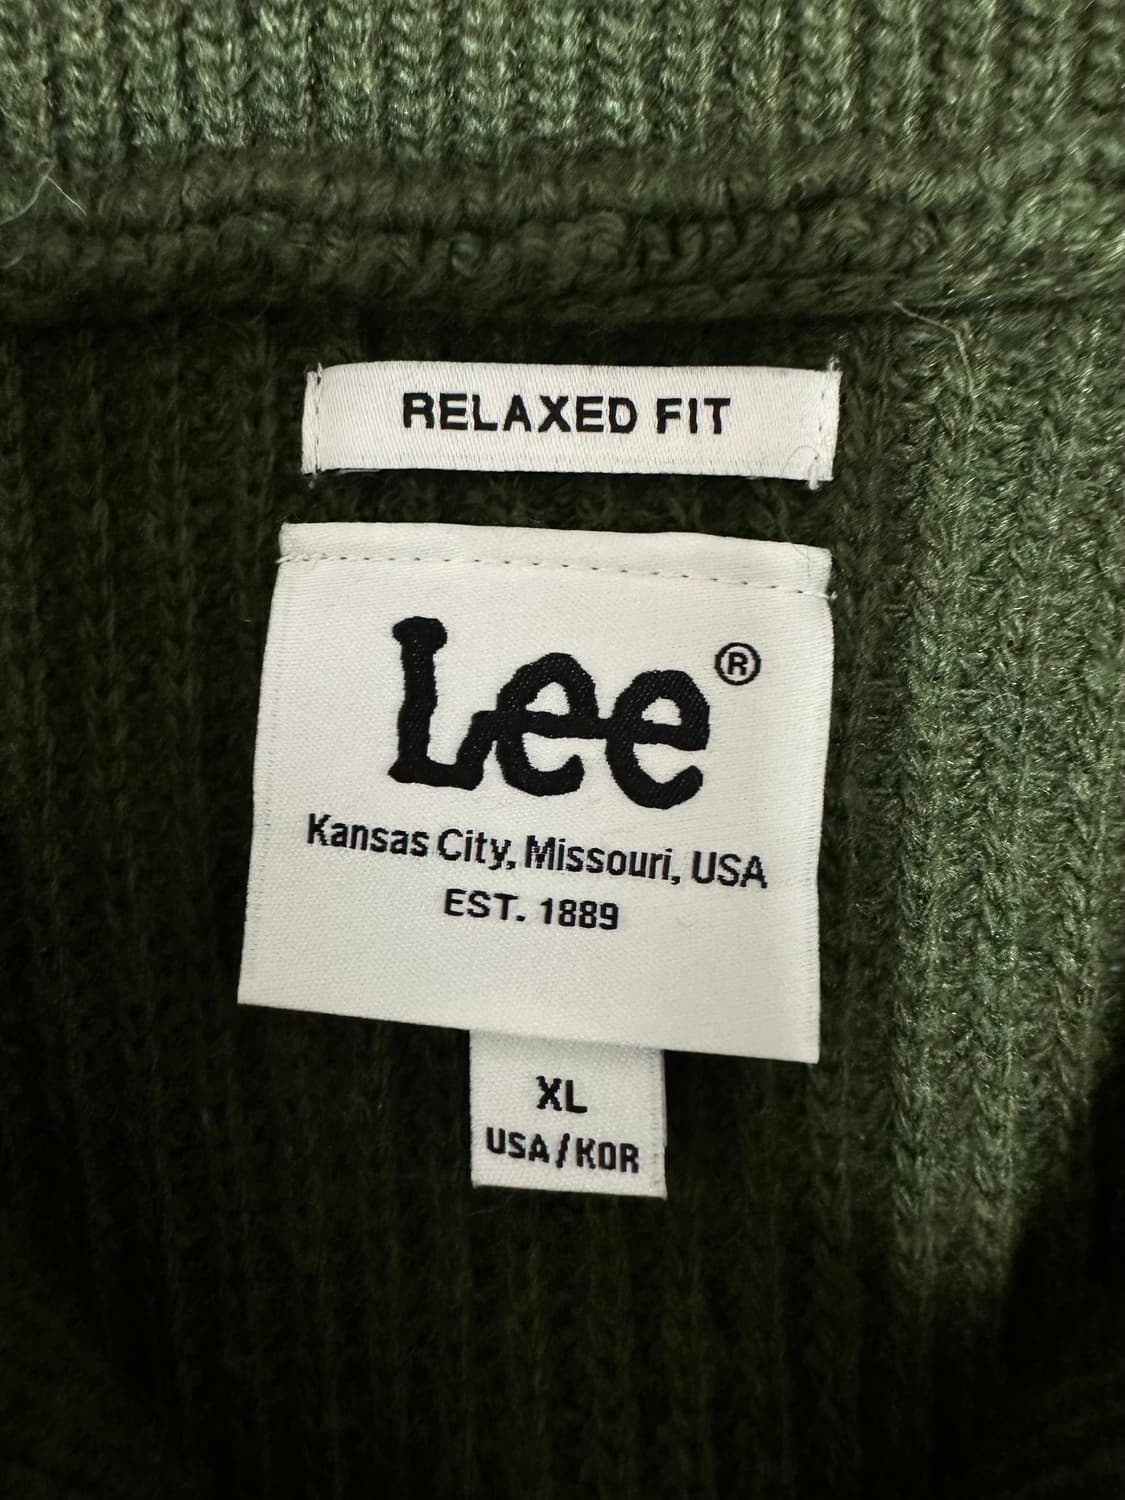 RELAXED FIT
Lee®
Kansas City, Missouri, USA
EST. 1889
XL
USA/KOR